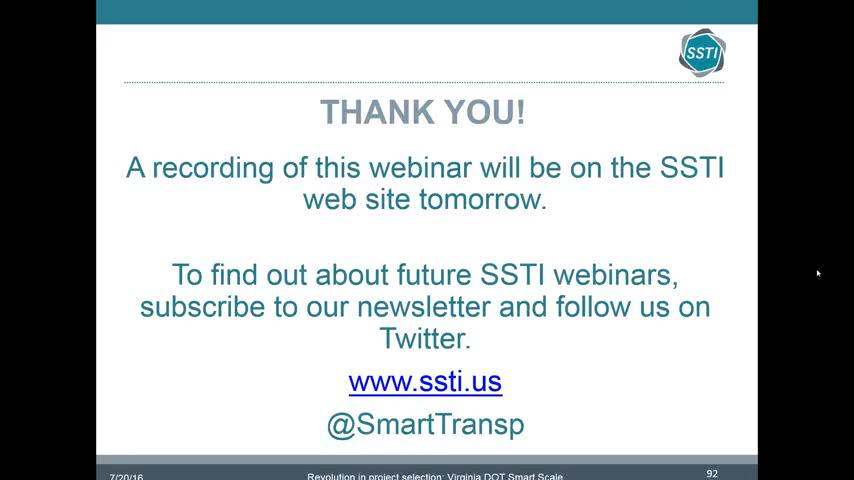 SSTI
THANK YOU!
A recording of this webinar will be on the SSTI
web site tomorrow.
To find out about future SSTI webinars,
subscribe to our newsletter and follow us on
Twitter.
www.ssti.us
@SmartTransp
7/20/16
Revolution in project selection: Virginia DOT Smart Scale
92